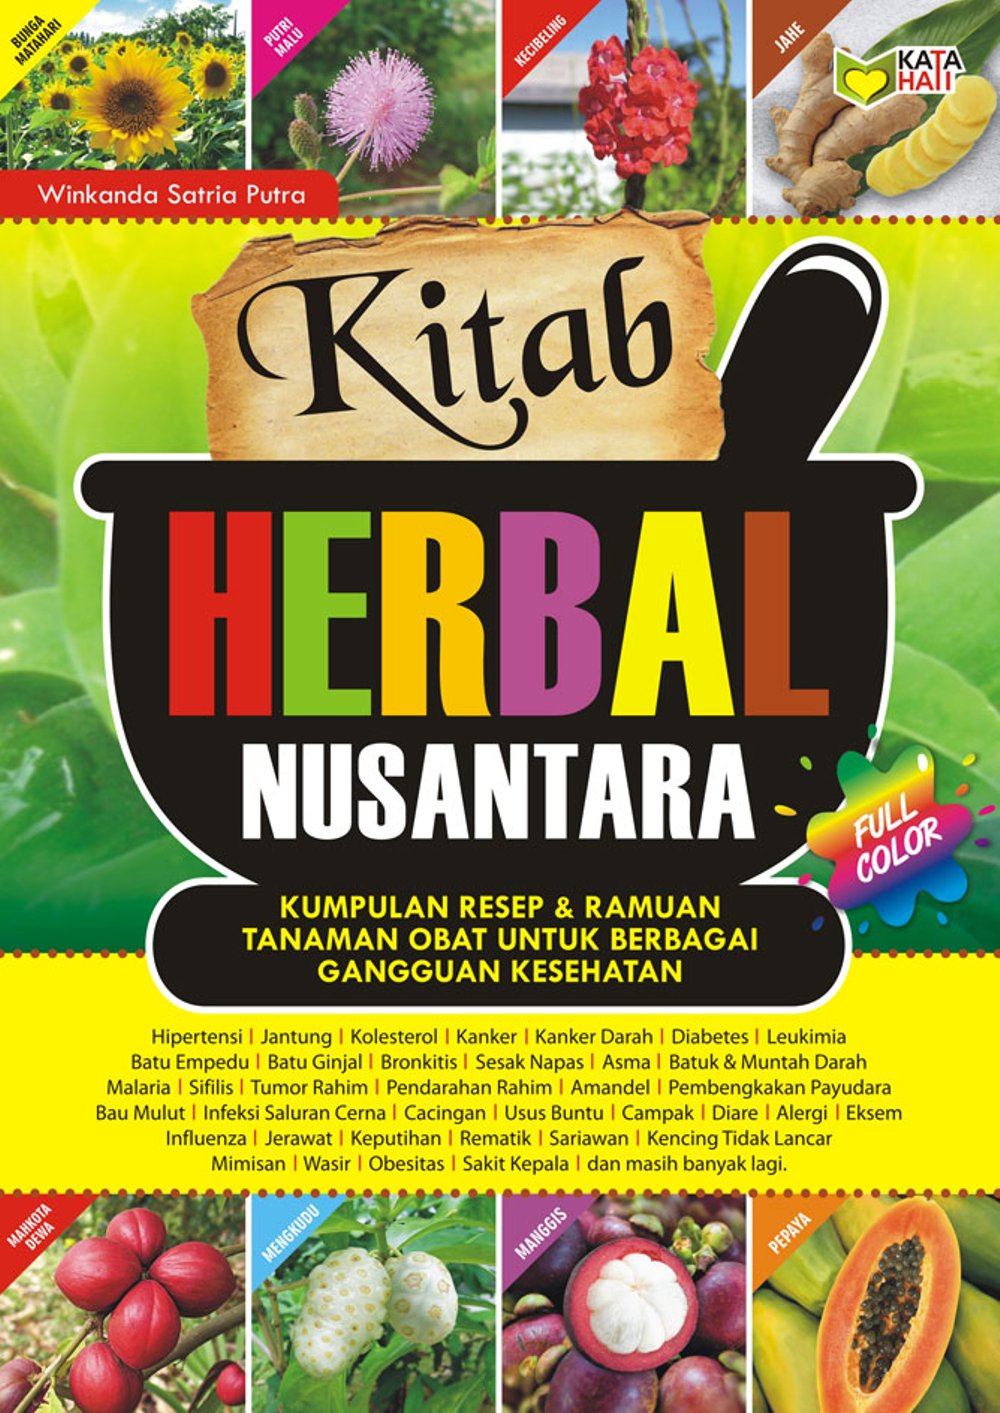 BUNGA
MATAHARI
PUTRI
MALU
KECIBELING
JAHE
KATA
HATI
Winkanda Satria Putra
Kitab
HERBAL
NUSANTARA
FULL
COLOR
KUMPULAN RESEP & RAMUAN
TANAMAN OBAT UNTUK BERBAGAI
GANGGUAN KESEHATAN
Hipertensi | Jantung | Kolesterol | Kanker | Kanker Darah | Diabetes | Leukimia
Batu Empedu | Batu Ginjal | Bronkitis | Sesak Napas | Asma | Batuk & Muntah Darah
Malaria | Sifilis | Tumor Rahim | Pendarahan Rahim | Amandel | Pembengkakan Payudara
Bau Mulut | Infeksi Saluran Cerna | Cacingan | Usus Buntu | Campak | Diare | Alergi | Eksem
Influenza | Jerawat | Keputihan | Rematik | Sariawan | Kencing Tidak Lancar
Mimisan | Wasir | Obesitas | Sakit Kepala | dan masih banyak lagi.
MAHKOTA
DEWA
MENGKUDU
MANGGIS
PEPAYA